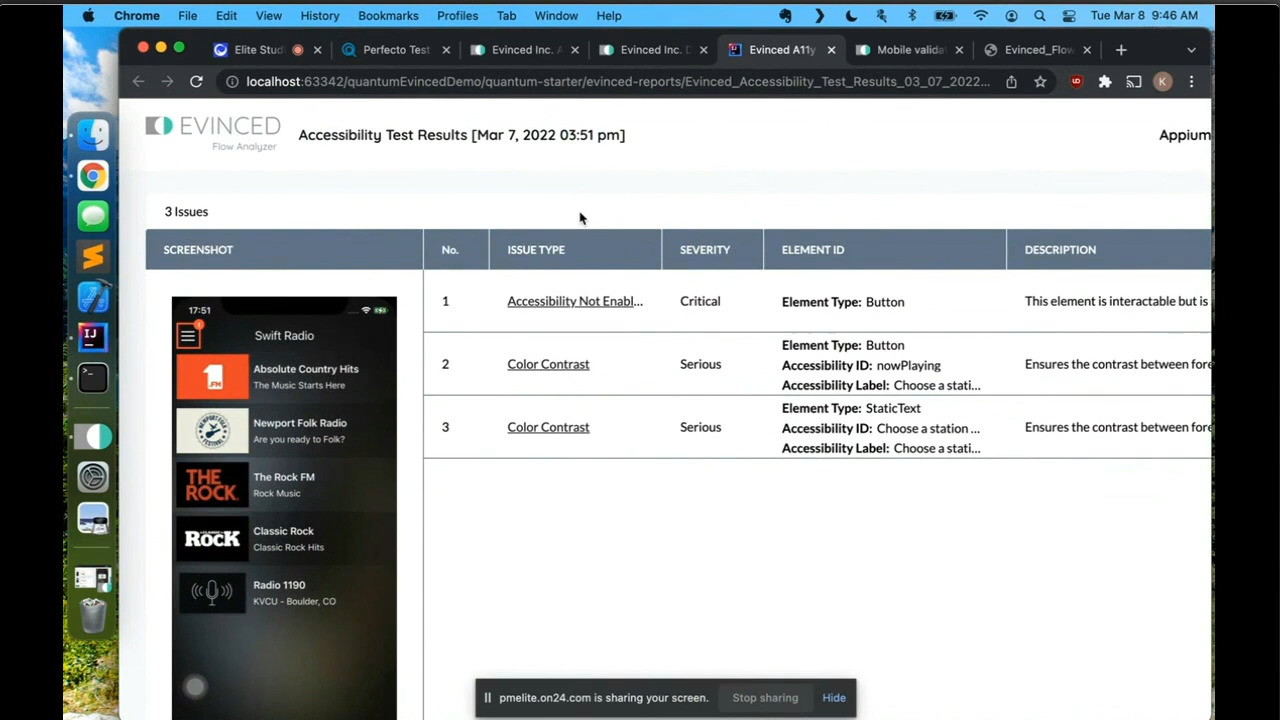 Chrome File Edit View History Bookmarks Profiles Tab Window Help Tue Mar 8 9:46 AM
Elite Stud Perfecto Test Evinced Inc. A Evinced Inc. D Evinced A11y Mobile valida Evinced_Flow
localhost:63342/quantumEvincedDemo/quantum-starter/evinced-reports/Evinced_Accessibility_Test_Results_03_07_2022... K
EVINCED
Flow Analyzer
Accessibility Test Results [Mar 7, 2022 03:51 pm]
Appium
3 Issues
SCREENSHOT No. ISSUE TYPE SEVERITY ELEMENT ID DESCRIPTION
1 Accessibility Not Enabl... Critical Element Type: Button This element is interactable but is
2 Color Contrast Serious Element Type: Button
Accessibility ID: nowPlaying
Accessibility Label: Choose a stati...
Ensures the contrast between fore
3 Color Contrast Serious Element Type: StaticText
Accessibility ID: Choose a station ...
Accessibility Label: Choose a stati...
Ensures the contrast between fore
17:51
1
Swift Radio
1.FM
Absolute Country Hits
The Music Starts Here
NEWPORT FOLK FESTIVAL
Newport Folk Radio
Are you ready to Folk?
THE ROCK
The Rock FM
Rock Music
ROCK
Classic Rock
Classic Rock Hits
Radio 1190
KVCU - Boulder, CO
pmelite.on24.com is sharing your screen. Stop sharing Hide